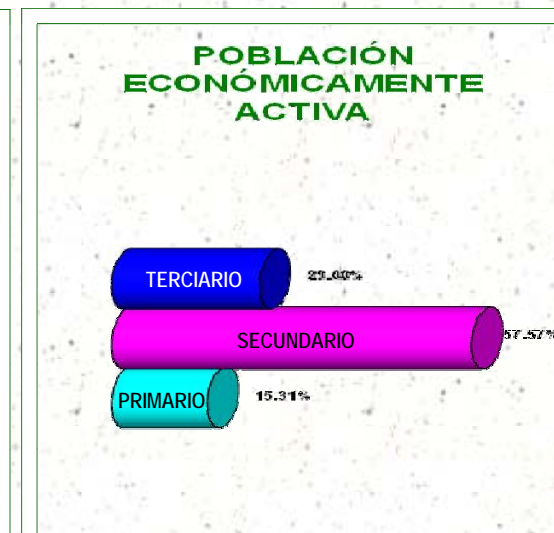 POBLACIÓN
ECONÓMICAMENTE
ACTIVA
TERCIARIO
SECUNDARIO
57.57%
PRIMARIO
15.31%